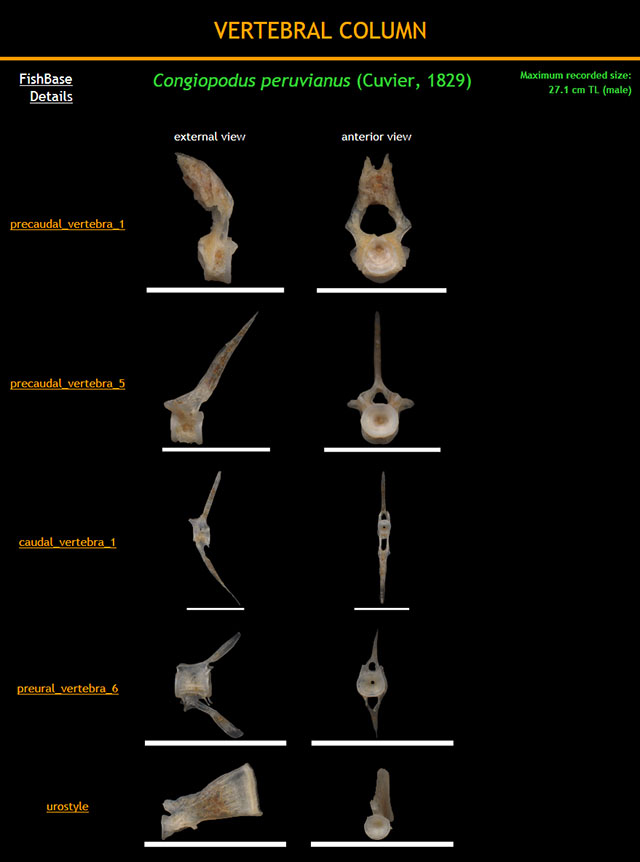 VERTEBRAL COLUMN
FishBase
Details
Congiopodus peruvianus (Cuvier, 1829)
Maximum recorded size:
27.1 cm TL (male)
external view
anterior view
precaudal_vertebra_1
precaudal_vertebra_5
caudal_vertebra_1
preural_vertebra_6
urostyle